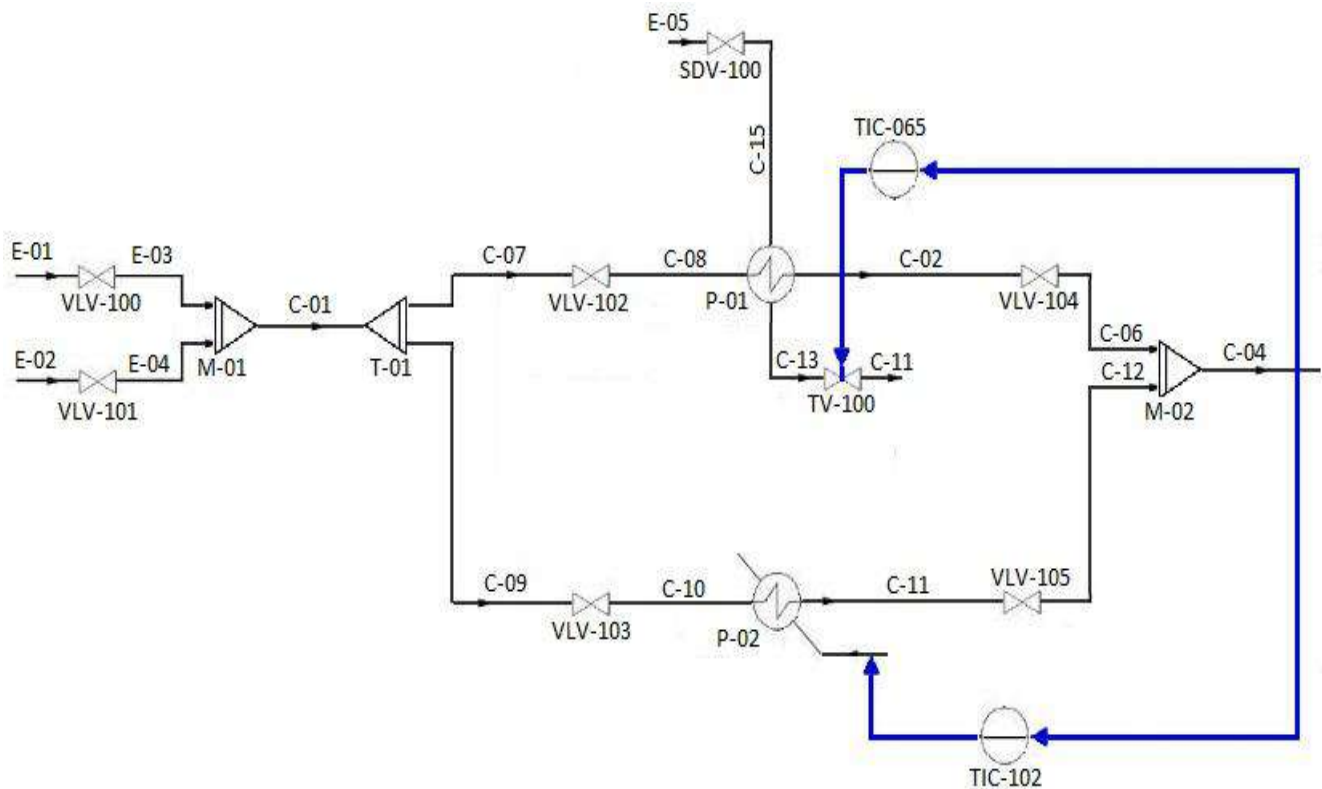 E-05
SDV-100
C-15
TIC-065
E-01
E-03
VLV-100
C-07
C-08
C-02
VLV-102
P-01
VLV-104
C-01
E-02
E-04
M-01
T-01
VLV-101
C-13
C-11
TV-100
C-06
C-12
C-04
M-02
C-09
C-10
C-11
VLV-105
VLV-103
P-02
TIC-102